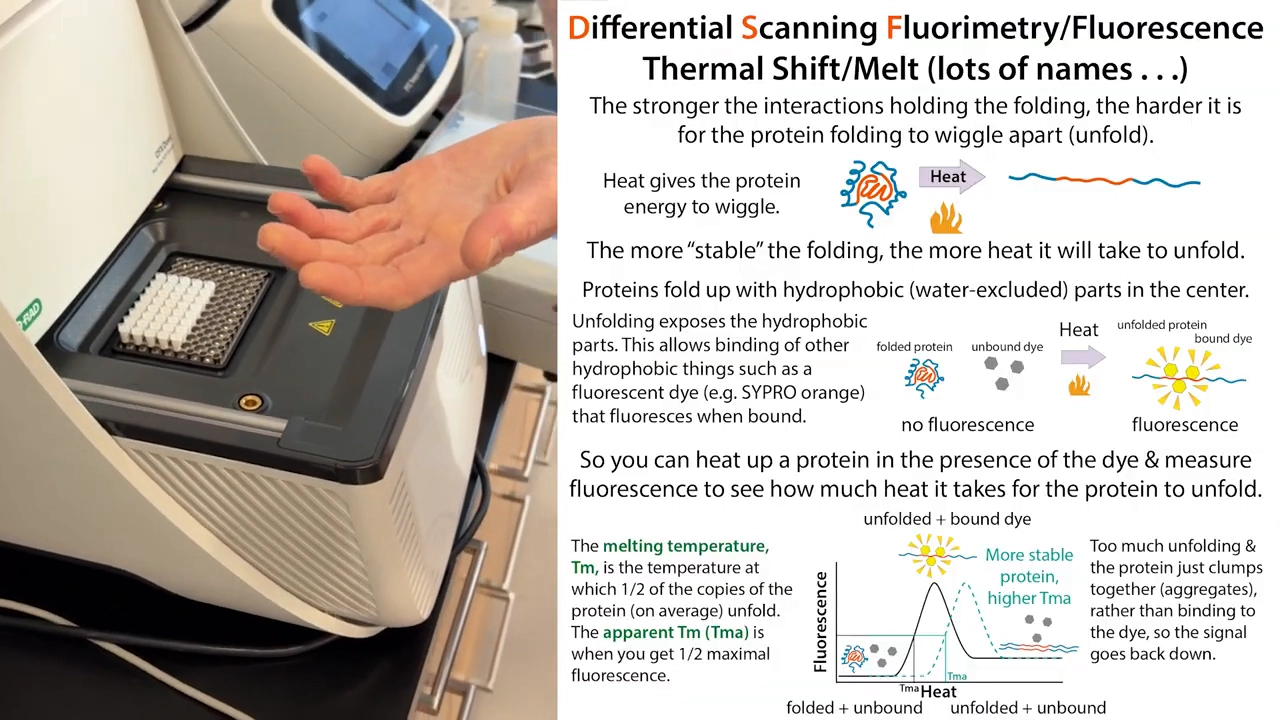 Differential Scanning Fluorimetry/Fluorescence
Thermal Shift/Melt (lots of names . . .)
The stronger the interactions holding the folding, the harder it is
for the protein folding to wiggle apart (unfold).
Heat gives the protein
energy to wiggle.
Heat
The more “stable” the folding, the more heat it will take to unfold.
Proteins fold up with hydrophobic (water-excluded) parts in the center.
Unfolding exposes the hydrophobic
parts. This allows binding of other
hydrophobic things such as a
fluorescent dye (e.g. SYPRO orange)
that fluoresces when bound.
folded protein
unbound dye
Heat
unfolded protein
bound dye
no fluorescence
fluorescence
So you can heat up a protein in the presence of the dye & measure
fluorescence to see how much heat it takes for the protein to unfold.
The melting temperature,
Tm, is the temperature at
which 1/2 of the copies of the
protein (on average) unfold.
The apparent Tm (Tma) is
when you get 1/2 maximal
fluorescence.
unfolded + bound dye
More stable
protein,
higher Tma
Fluorescence
Tma
Tma
Heat
folded + unbound
unfolded + unbound
Too much unfolding &
the protein just clumps
together (aggregates),
rather than binding to
the dye, so the signal
goes back down.
-RAD